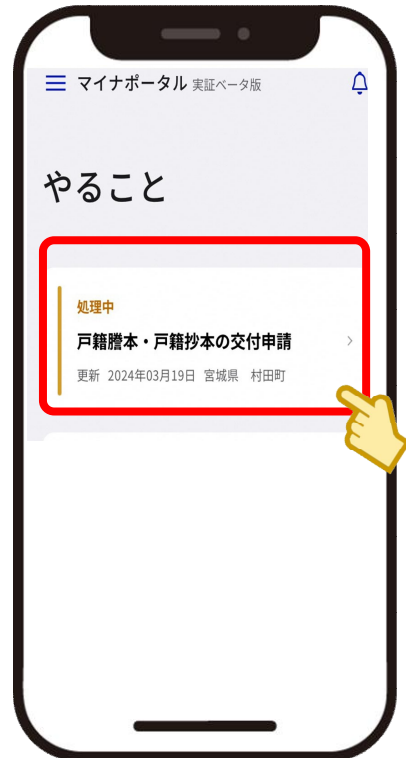 マイナポータル 実証ベータ版
やること
処理中
戸籍謄本・戸籍抄本の交付申請
更新 2024年03月19日 宮城県 村田町